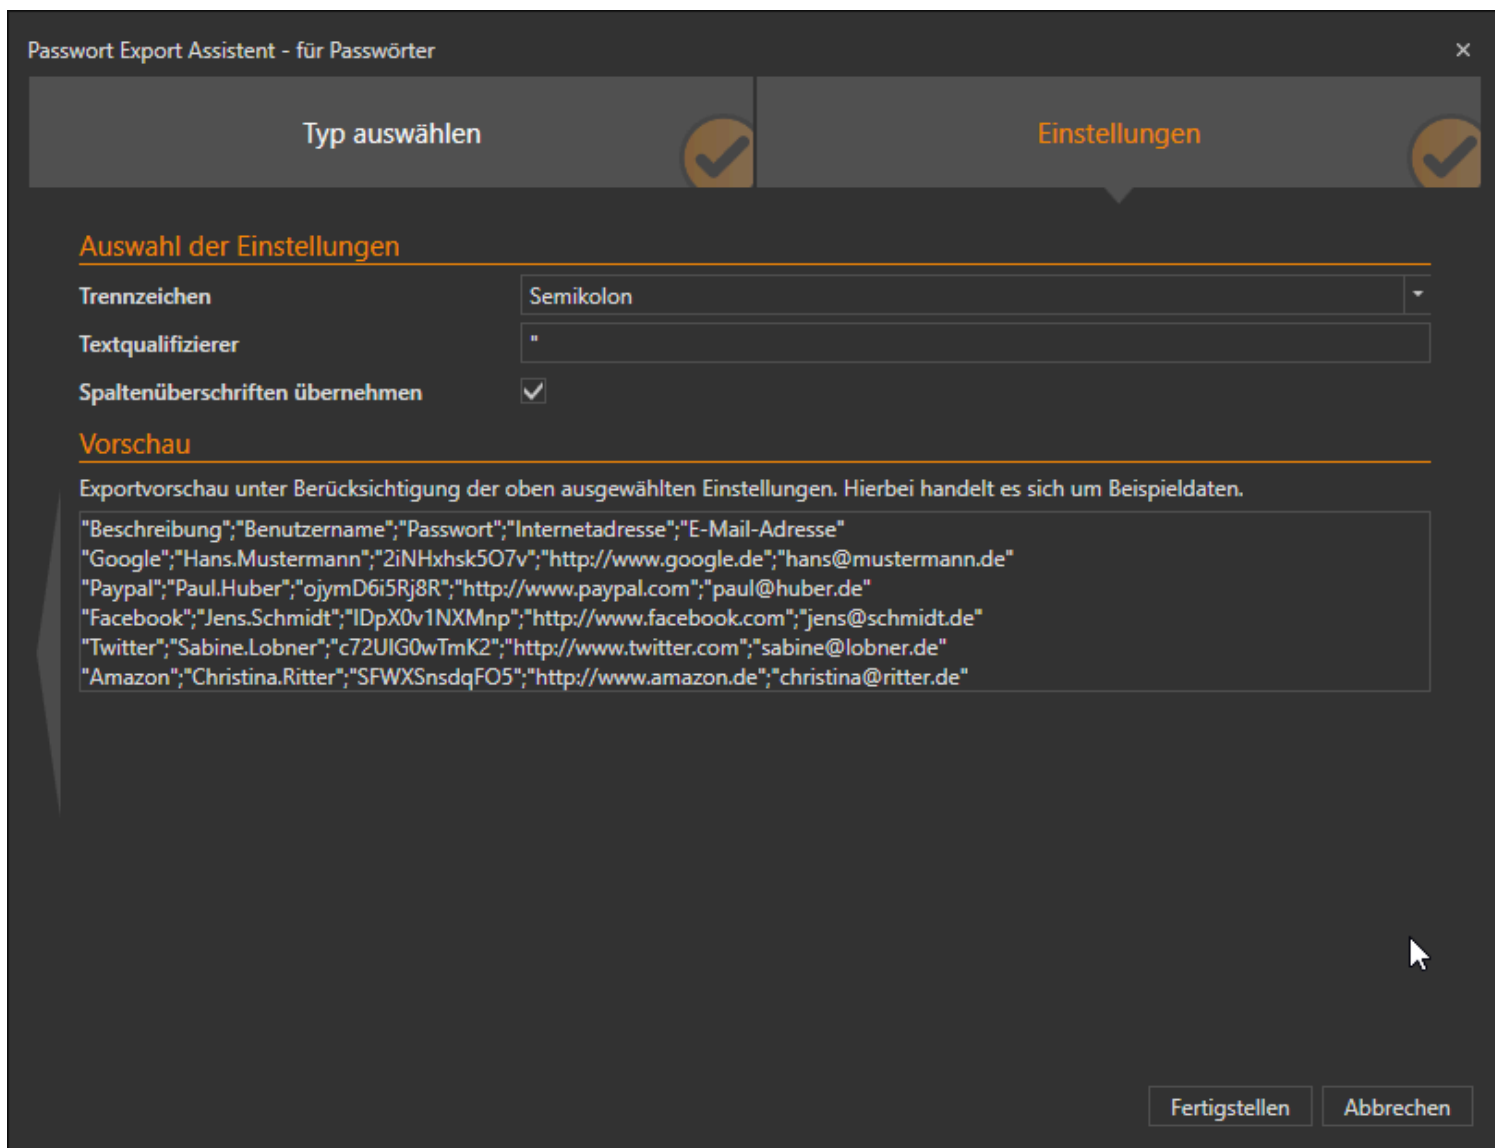 Passwort Export Assistent - für Passwörter
Typ auswählen
Einstellungen
Auswahl der Einstellungen
Trennzeichen Semikolon
Textqualifizierer "
Spaltenüberschriften übernehmen
Vorschau
Exportvorschau unter Berücksichtigung der oben ausgewählten Einstellungen. Hierbei handelt es sich um Beispieldaten.
"Beschreibung";"Benutzername";"Passwort";"Internetadresse";"E-Mail-Adresse"
"Google";"Hans.Mustermann";"2iNHxhsk5O7v";"http://www.google.de";"hans@mustermann.de"
"Paypal";"Paul.Huber";"ojymD6i5Rj8R";"http://www.paypal.com";"paul@huber.de"
"Facebook";"Jens.Schmidt";"IDpX0v1NXMnp";"http://www.facebook.com";"jens@schmidt.de"
"Twitter";"Sabine.Lobner";"c72UIG0wTmK2";"http://www.twitter.com";"sabine@lobner.de"
"Amazon";"Christina.Ritter";"SFWXSnsdqFO5";"http://www.amazon.de";"christina@ritter.de"
Fertigstellen Abbrechen